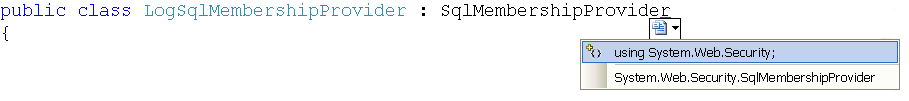 public class LogSqlMembershipProvider : SqlMembershipProvider
{
using System.Web.Security;
System.Web.Security.SqlMembershipProvider